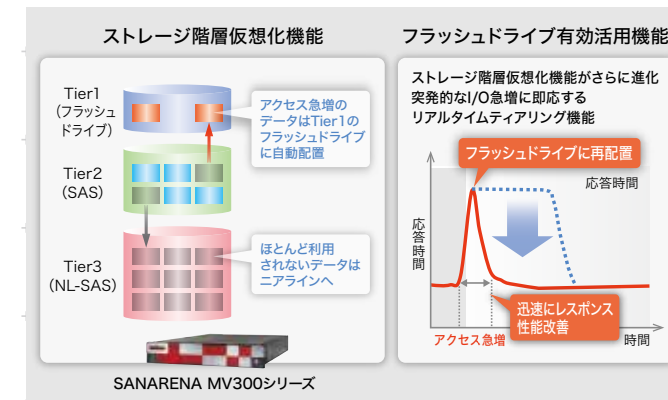 ストレージ階層仮想化機能
Tier1
(フラッシュ
ドライブ)
アクセス急増の
データはTier1の
フラッシュドライブ
に自動配置
Tier2
(SAS)
Tier3
(NL-SAS)
ほとんど利用
されないデータは
ニアラインへ
SANARENA MV300シリーズ
フラッシュドライブ有効活用機能
ストレージ階層仮想化機能がさらに進化
突発的なI/O急増に即応する
リアルタイムティアリング機能
フラッシュドライブに再配置
応答時間
応答時間
迅速にレスポンス
性能改善
アクセス急増
時間